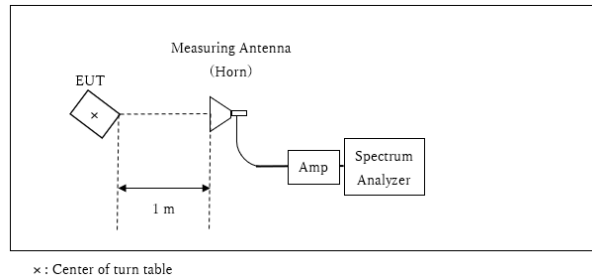 Measuring Antenna
(Horn)
EUT
×
Amp
Spectrum
Analyzer
1 m
× : Center of turn table